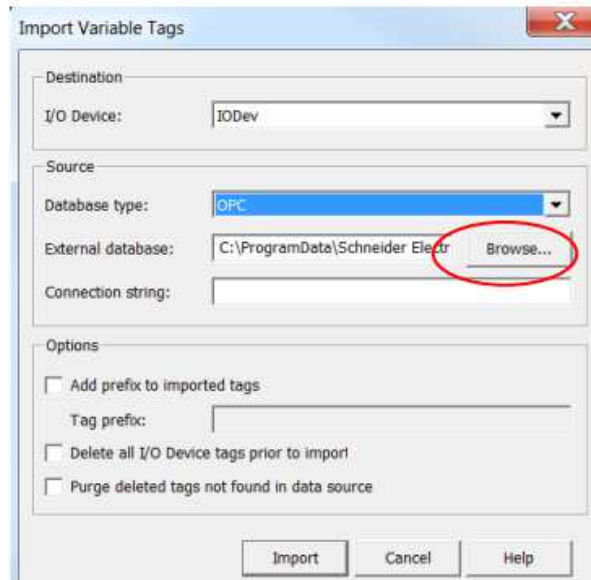 Import Variable Tags
Destination
I/O Device: IODev
Source
Database type: OPC
External database: C:\ProgramData\Schneider Electr Browse...
Connection string:
Options
Add prefix to imported tags
Tag prefix:
Delete all I/O Device tags prior to import
Purge deleted tags not found in data source
Import Cancel Help